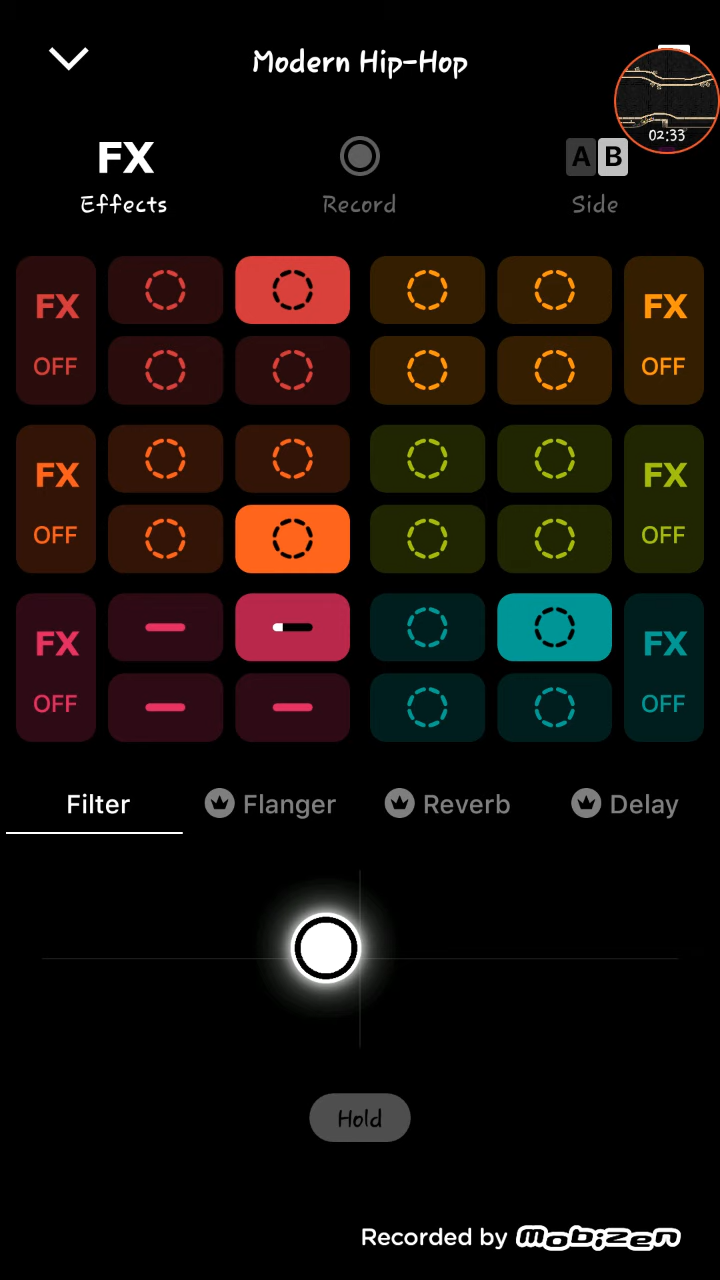 Modern Hip-Hop
02:33
FX
A B
Effects
Record
Side
FX
FX
OFF
OFF
FX
FX
OFF
OFF
FX
FX
OFF
OFF
Filter
Flanger
Reverb
Delay
Hold
Recorded by mobizen